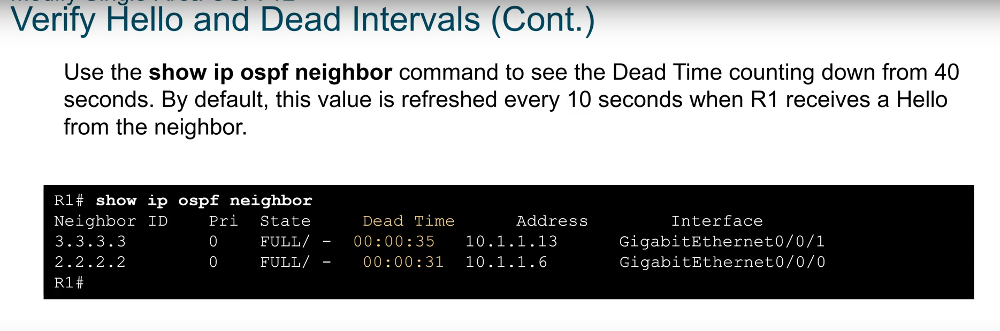 Verify Hello and Dead Intervals (Cont.)
Use the show ip ospf neighbor command to see the Dead Time counting down from 40
seconds. By default, this value is refreshed every 10 seconds when R1 receives a Hello
from the neighbor.
R1# show ip ospf neighbor
Neighbor ID    Pri  State    Dead Time    Address    Interface
3.3.3.3    0    FULL/ -    00:00:35    10.1.1.13    GigabitEthernet0/0/1
2.2.2.2    0    FULL/ -    00:00:31    10.1.1.6    GigabitEthernet0/0/0
R1#